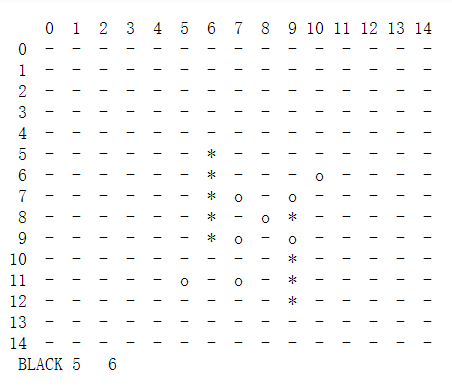 0 1 2 3 4 5 6 7 8 9 10 11 12 13 14
0 - - - - - - - - - - - - - - -
1 - - - - - - - - - - - - - - -
2 - - - - - - - - - - - - - - -
3 - - - - - - - - - - - - - - -
4 - - - - - - - - - - - - - - -
5 - - - - - - * - - - - - - - -
6 - - - - - - * - - - o - - - -
7 - - - - - - * o - o - - - - -
8 - - - - - - * - o * - - - - -
9 - - - - - - * o - o - - - - -
10 - - - - - - - - - * - - - - -
11 - - - - - o - o - * - - - - -
12 - - - - - - - - - * - - - - -
13 - - - - - - - - - - - - - - -
14 - - - - - - - - - - - - - - -
BLACK 5 6